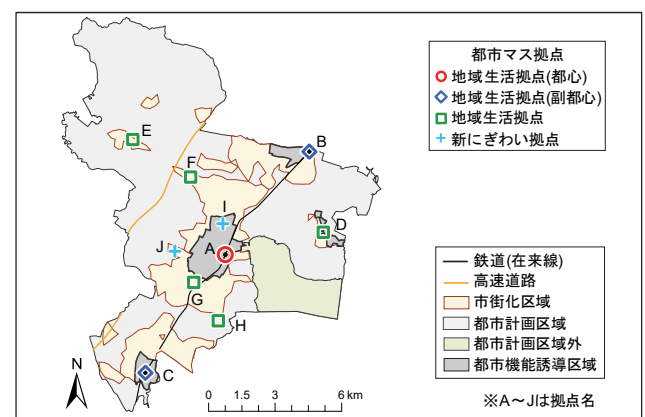 都市マス拠点
地域生活拠点(都心)
地域生活拠点(副都心)
地域生活拠点
新にぎわい拠点
B
E
F
I
D
J
A
G
H
C
鉄道(在来線)
高速道路
市街化区域
都市計画区域
都市計画区域外
都市機能誘導区域
N
0 1.5 3 6 km
※A～Jは拠点名